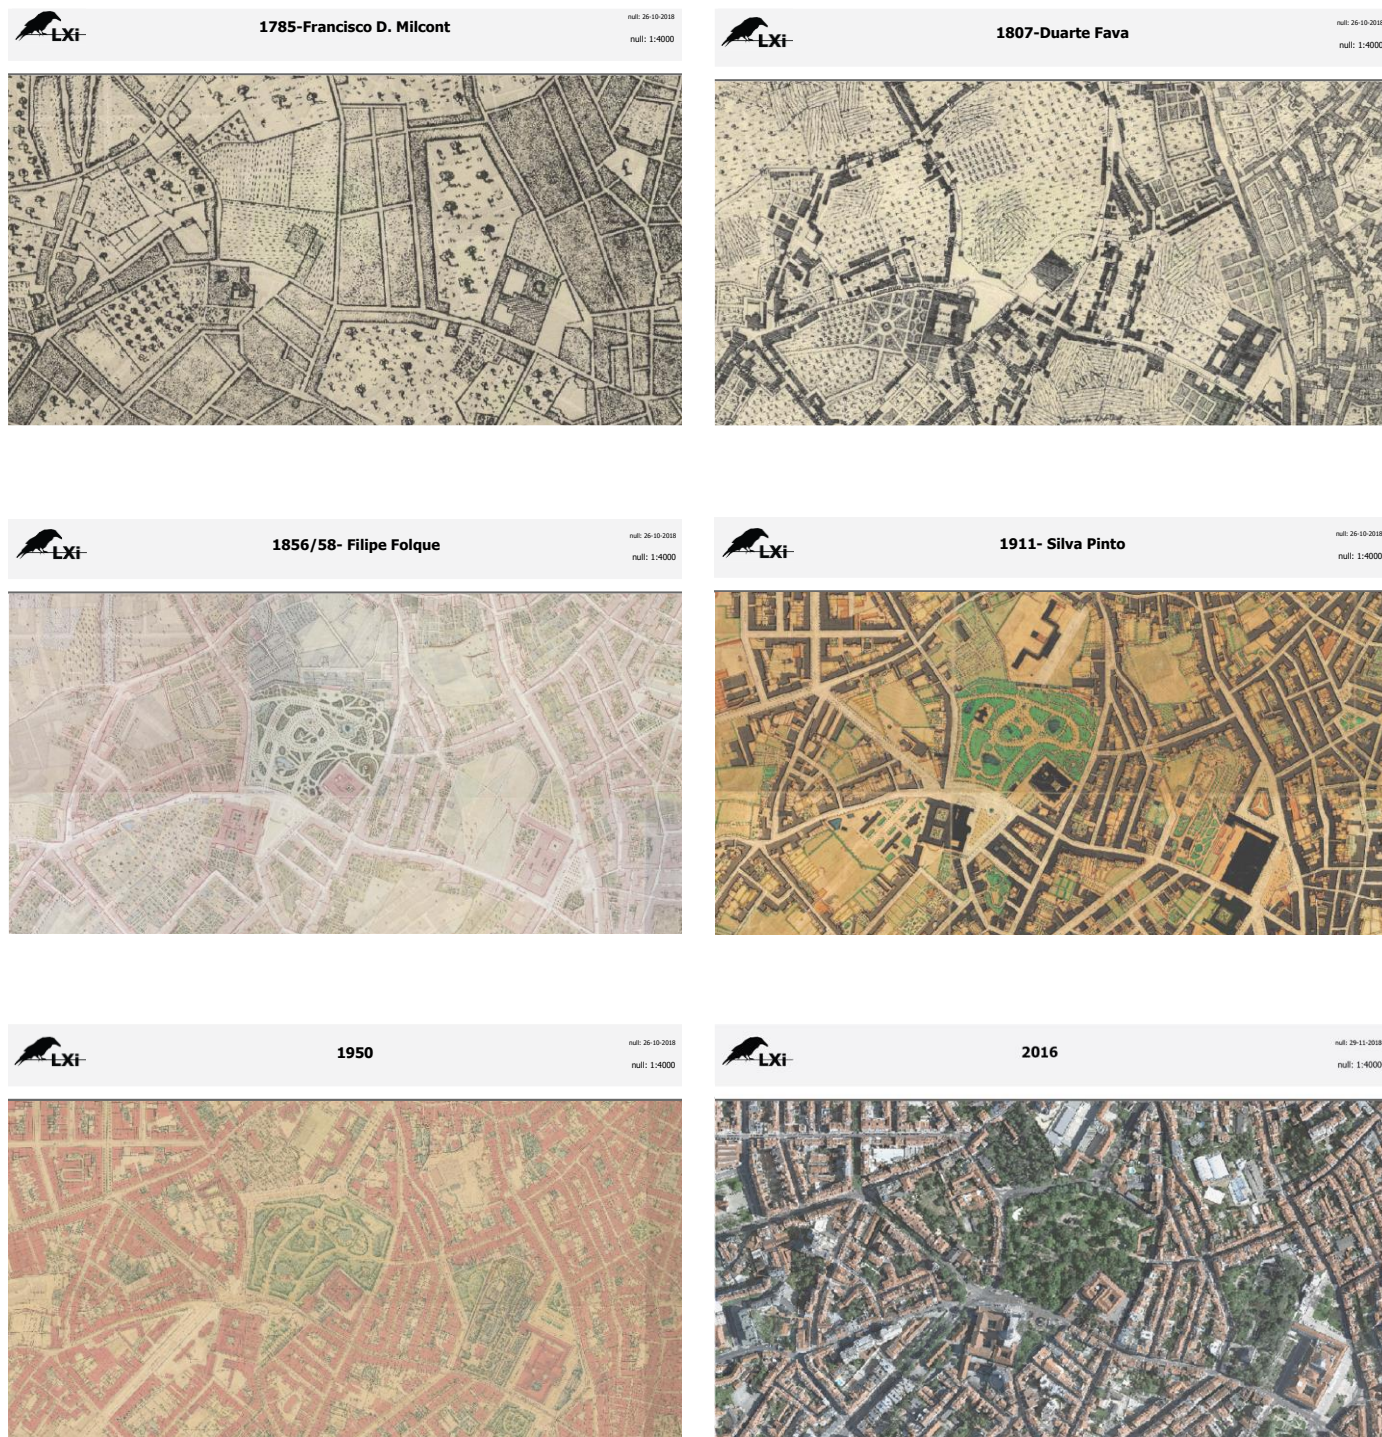 LXi
1785-Francisco D. Milcont
null: 26-10-2018
null: 1:4000
LXi
1807-Duarte Fava
null: 26-10-2018
null: 1:4000
LXi
1856/58- Filipe Folque
null: 26-10-2018
null: 1:4000
LXi
1911- Silva Pinto
null: 26-10-2018
null: 1:4000
LXi
1950
null: 26-10-2018
null: 1:4000
LXi
2016
null: 29-11-2018
null: 1:4000